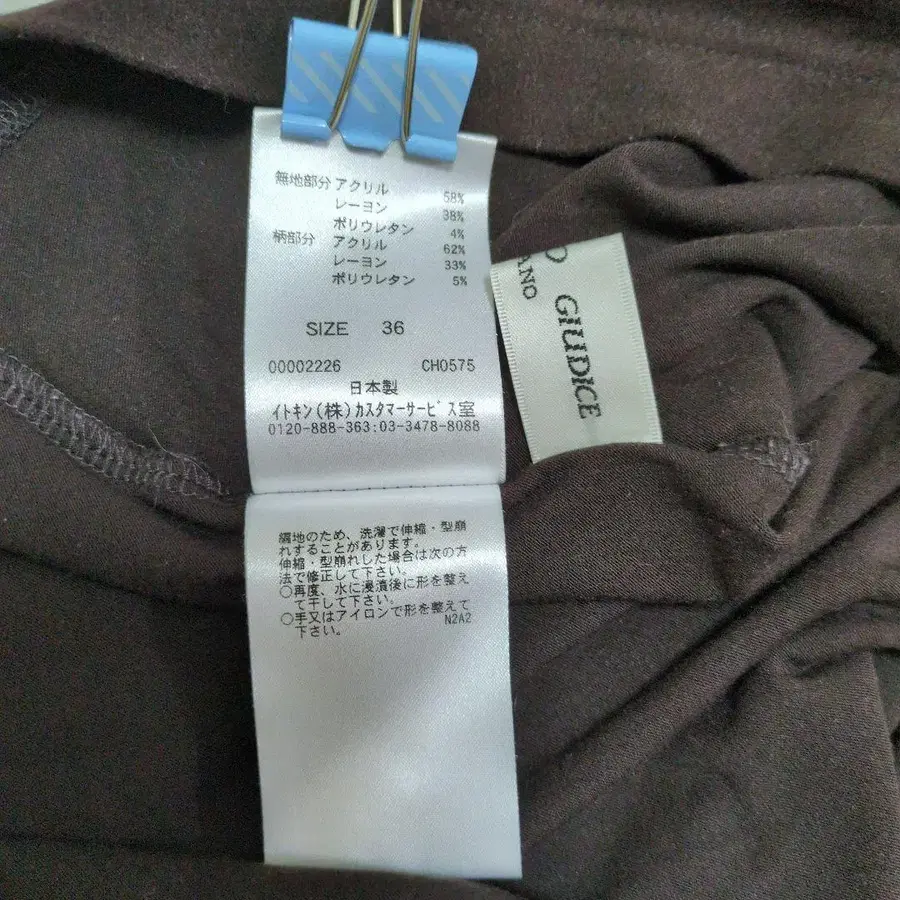 無地部分 アクリル 58%
レーヨン 38%
ポリウレタン 4%
柄部分 アクリル 62%
レーヨン 33%
ポリウレタン 5%
SIZE 36
00002226 CH0575
日本製
イトキン(株)カスタマーサービス室
0120-888-363:03-3478-8088
編地のため、洗濯で伸縮・型崩
れすることがあります。
伸縮・型崩れした場合は次の方
法で修正して下さい。
○再度、水に浸漬後に形を整え
て干して下さい。
○手又はアイロンで形を整えて
下さい。 N2A2
GIUDICE
ANO